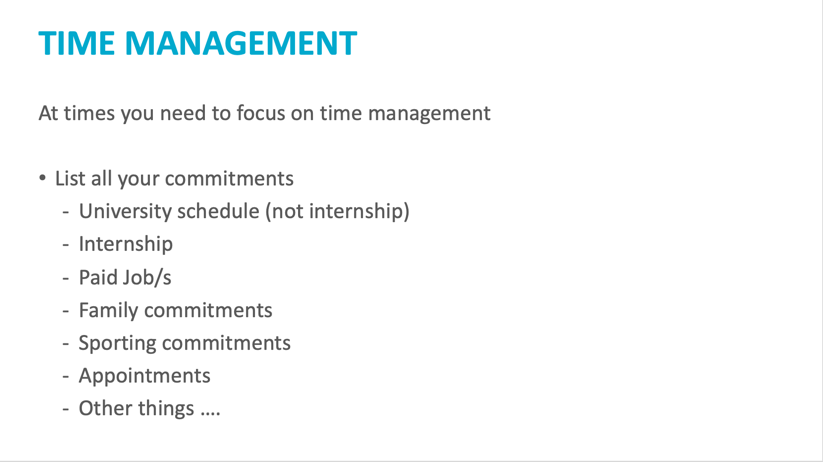 TIME MANAGEMENT
At times you need to focus on time management
• List all your commitments
- University schedule (not internship)
- Internship
- Paid Job/s
- Family commitments
- Sporting commitments
- Appointments
- Other things ....